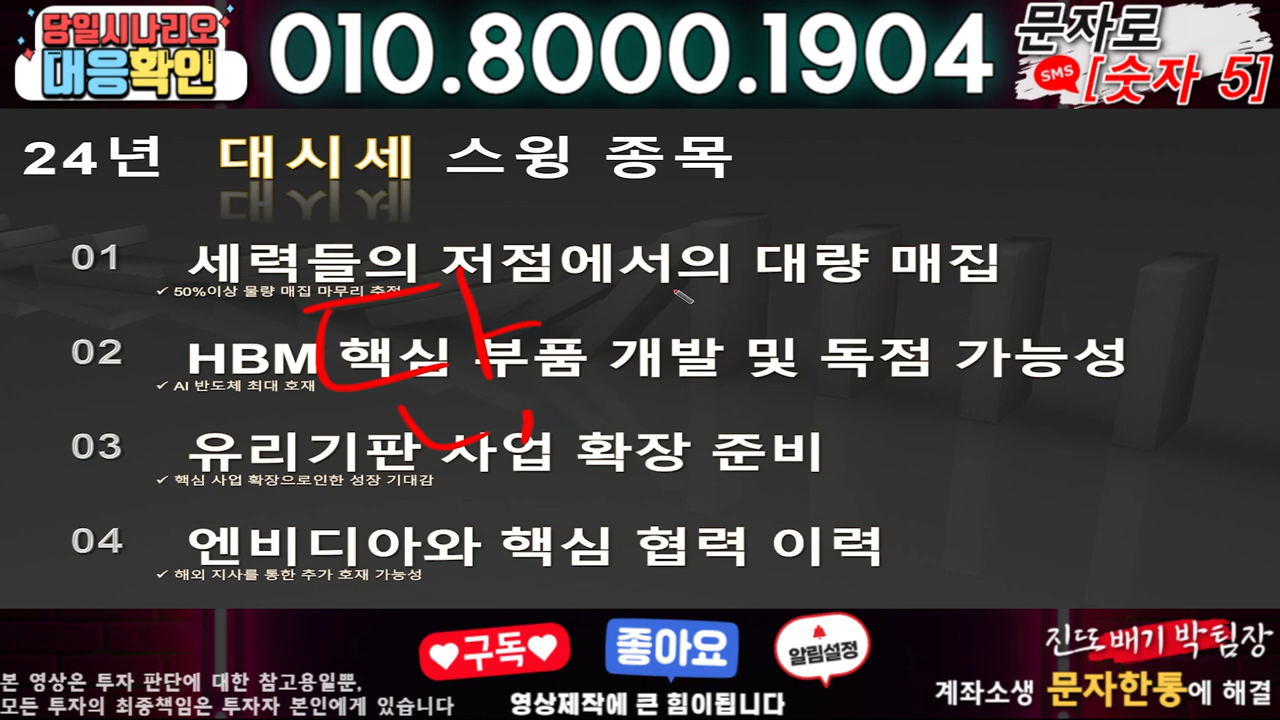 당일시나리오
대응확인
010.8000.1904
문자로
SMS [숫자 5]
24년 대시세 스윙 종목
01 세력들의 저점에서의 대량 매집
✓ 50%이상 물량 매집 마무리 추정
02 HBM 핵심 부품 개발 및 독점 가능성
✓ AI 반도체 최대 호재
단,
03 유리기판 사업 확장 준비
✓ 핵심 사업 확장으로인한 성장 기대감
04 엔비디아와 핵심 협력 이력
✓ 해외 지사를 통한 추가 호재 가능성
구독
좋아요
알림설정
영상제작에 큰 힘이됩니다
본 영상은 투자 판단에 대한 참고용일뿐,
모든 투자의 최종책임은 투자자 본인에게 있습니다
진또배기 박팀장
계좌소생 문자한통에 해결